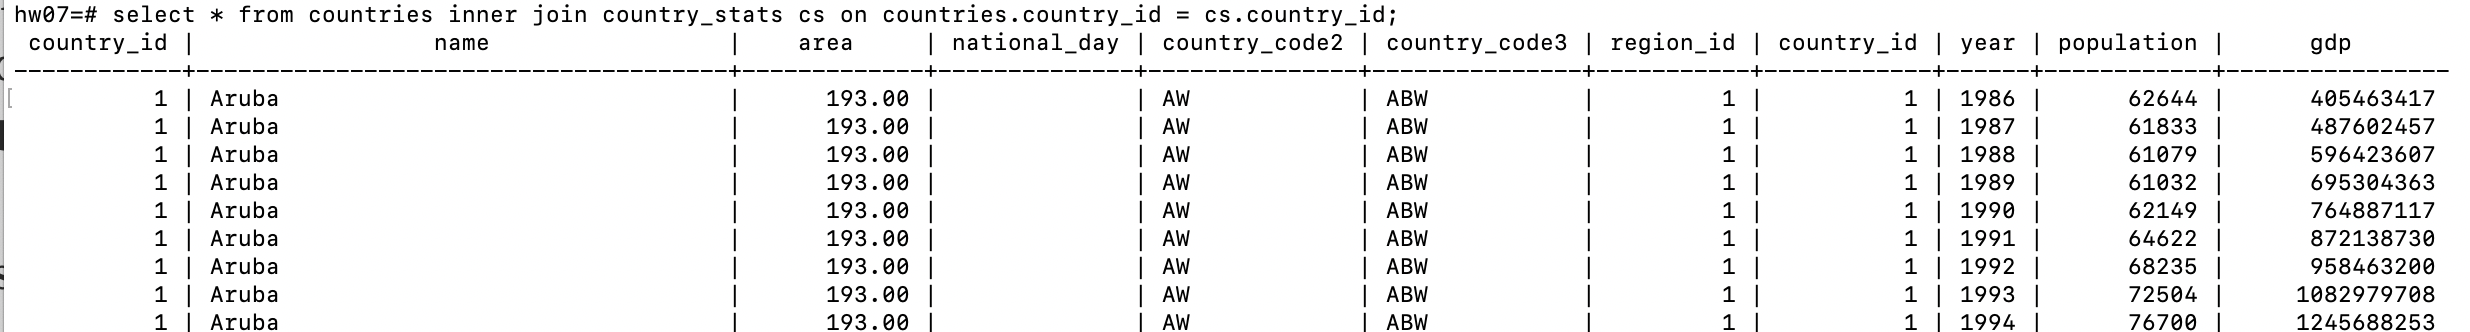 hw07=# select * from countries inner join country_stats cs on countries.country_id = cs.country_id;
country_id | name | area | national_day | country_code2 | country_code3 | region_id | country_id | year | population | gdp
-----------+------+------+--------------+---------------+---------------+-----------+------------+------+------------+-----
1 | Aruba | 193.00 | | AW | ABW | 1 | 1 | 1986 | 62644 | 405463417
1 | Aruba | 193.00 | | AW | ABW | 1 | 1 | 1987 | 61833 | 487602457
1 | Aruba | 193.00 | | AW | ABW | 1 | 1 | 1988 | 61079 | 596423607
1 | Aruba | 193.00 | | AW | ABW | 1 | 1 | 1989 | 61032 | 695304363
1 | Aruba | 193.00 | | AW | ABW | 1 | 1 | 1990 | 62149 | 764887117
1 | Aruba | 193.00 | | AW | ABW | 1 | 1 | 1991 | 64622 | 872138730
1 | Aruba | 193.00 | | AW | ABW | 1 | 1 | 1992 | 68235 | 958463200
1 | Aruba | 193.00 | | AW | ABW | 1 | 1 | 1993 | 72504 | 1082979708
1 | Aruba | 193.00 | | AW | ABW | 1 | 1 | 1994 | 76700 | 1245688253